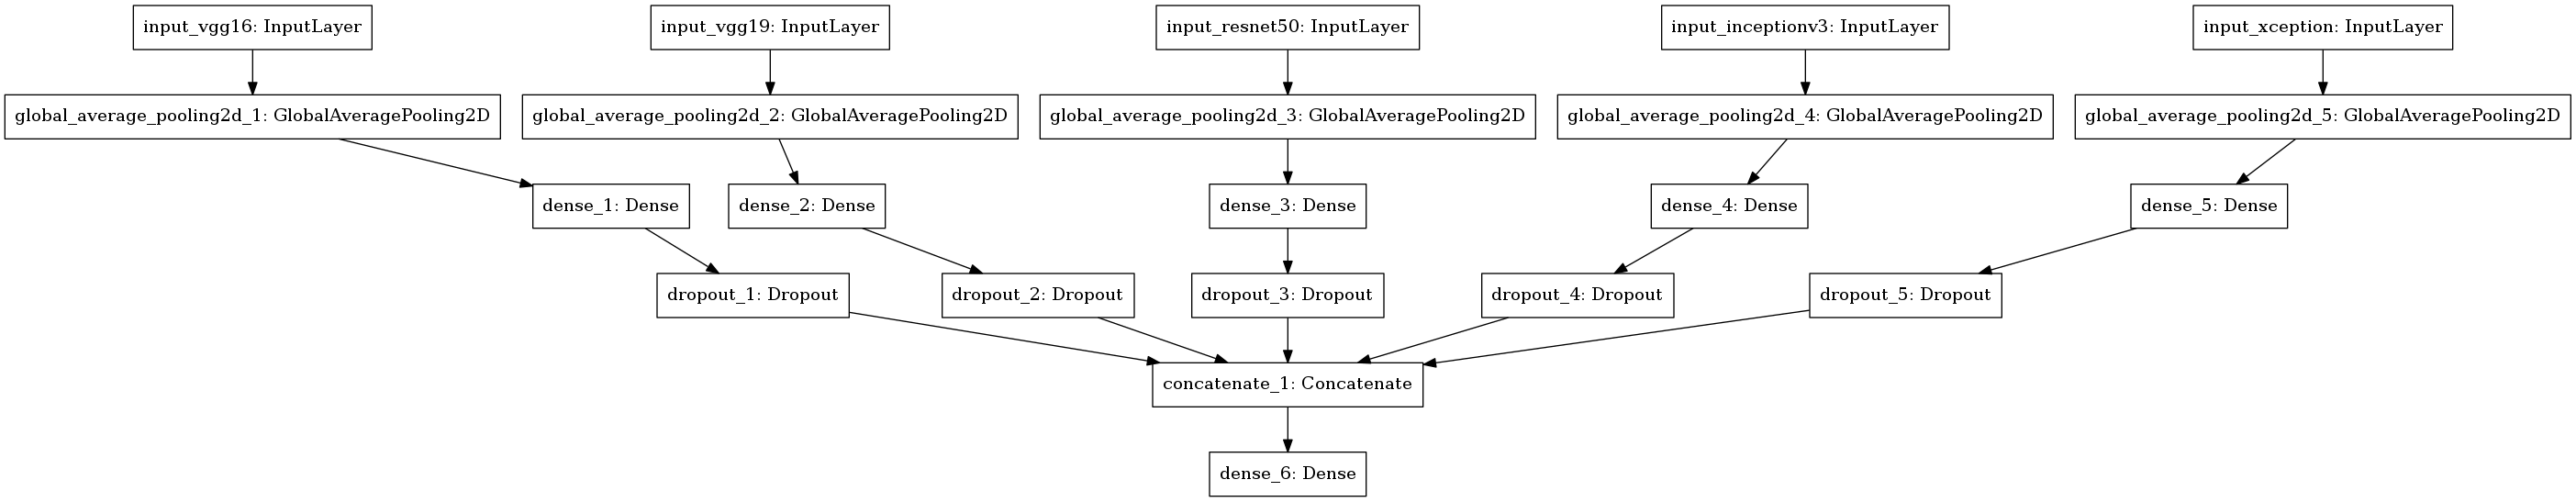 input_vgg16: InputLayer
input_vgg19: InputLayer
input_resnet50: InputLayer
input_inceptionv3: InputLayer
input_xception: InputLayer
global_average_pooling2d_1: GlobalAveragePooling2D
global_average_pooling2d_2: GlobalAveragePooling2D
global_average_pooling2d_3: GlobalAveragePooling2D
global_average_pooling2d_4: GlobalAveragePooling2D
global_average_pooling2d_5: GlobalAveragePooling2D
dense_1: Dense
dense_2: Dense
dense_3: Dense
dense_4: Dense
dense_5: Dense
dropout_1: Dropout
dropout_2: Dropout
dropout_3: Dropout
dropout_4: Dropout
dropout_5: Dropout
concatenate_1: Concatenate
dense_6: Dense